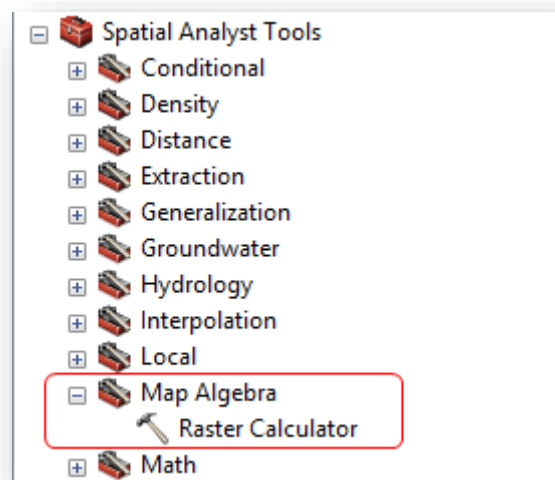 Spatial Analyst Tools
Conditional
Density
Distance
Extraction
Generalization
Groundwater
Hydrology
Interpolation
Local
Map Algebra
Raster Calculator
Math